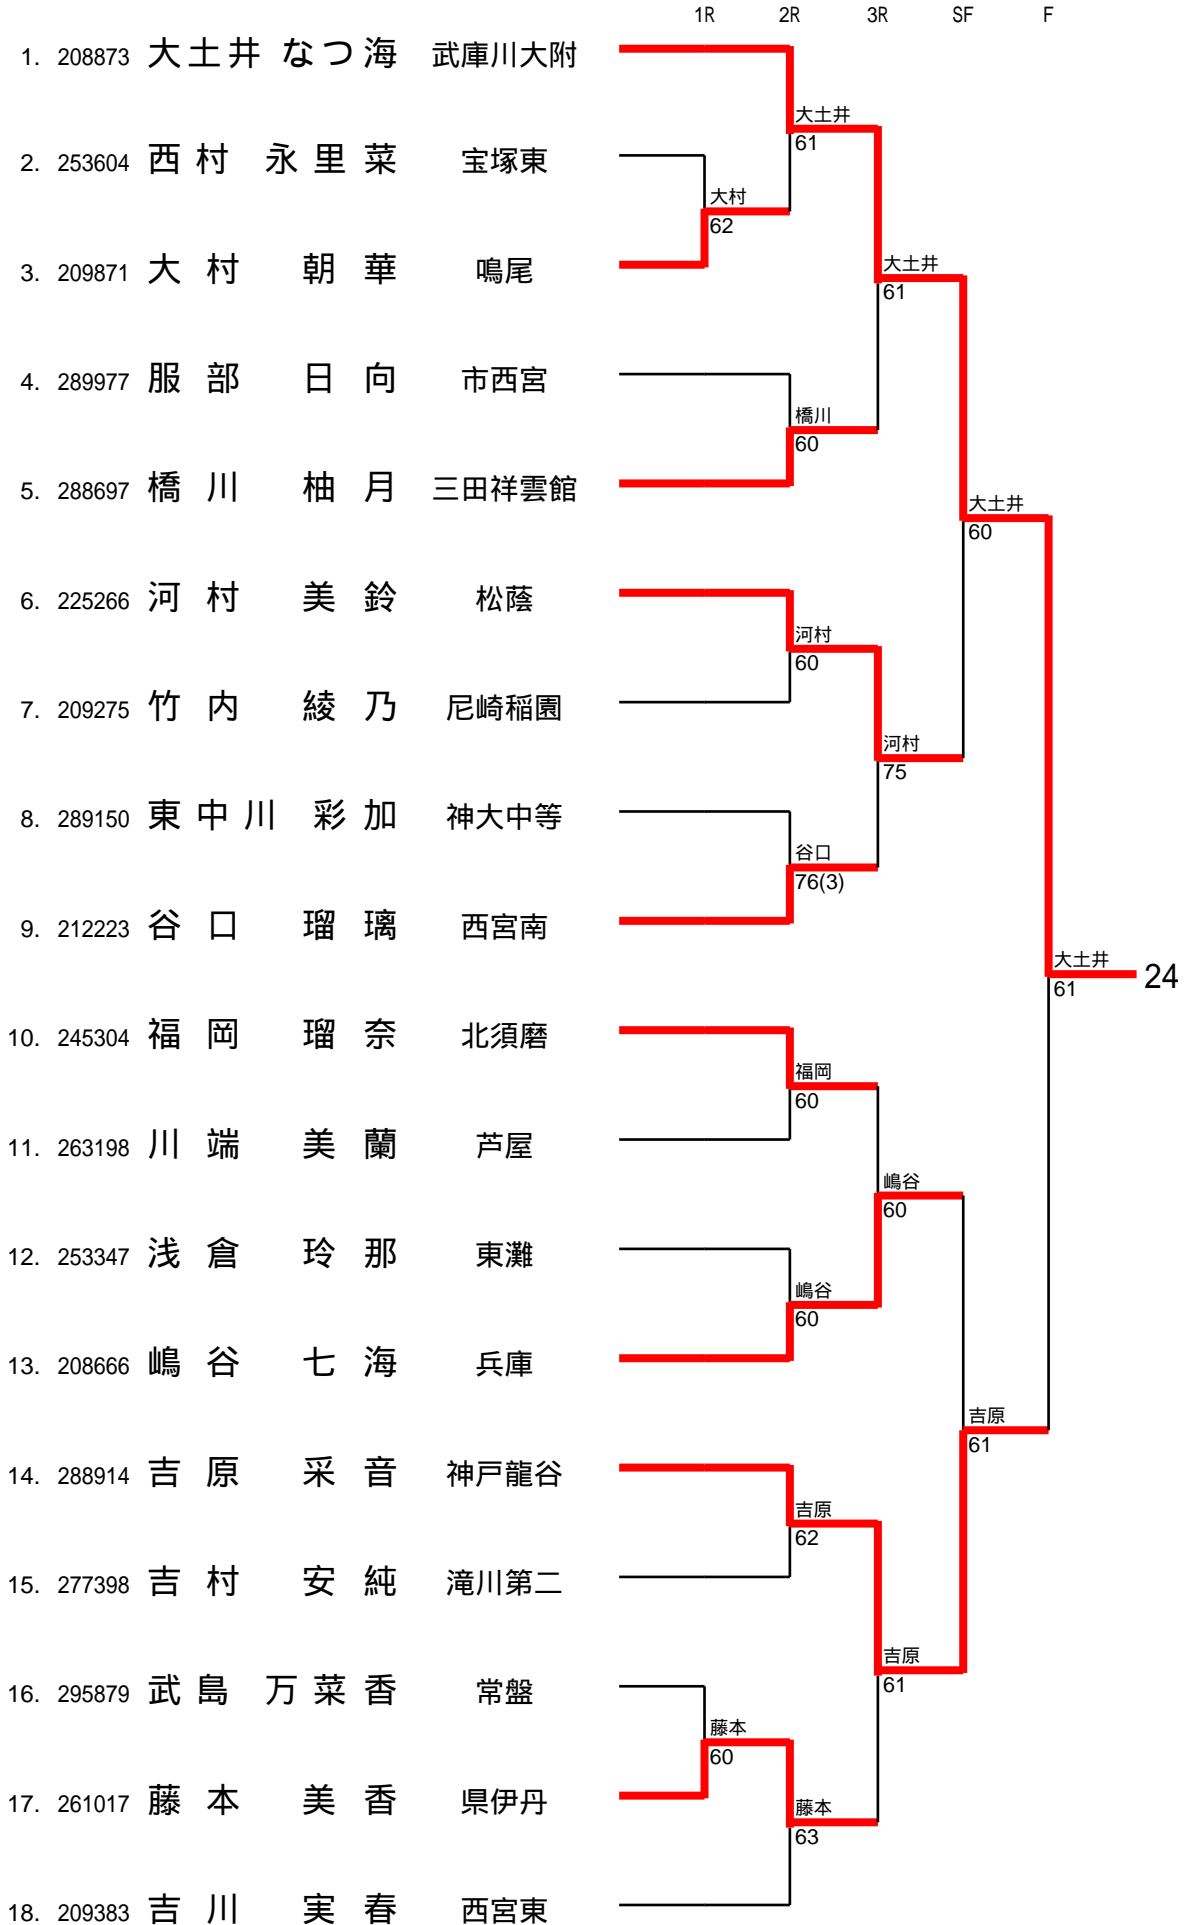 1R 2R 3R SF F
1. 208873 大土井 なつ海 武庫川大附
大土井
61
2. 253604 西村 永里菜 宝塚東
大村
62
3. 209871 大村 朝華 鳴尾
大土井
61
4. 289977 服部 日向 市西宮
橋川
60
5. 288697 橋川 柚月 三田祥雲館
大土井
60
6. 225266 河村 美鈴 松蔭
河村
60
7. 209275 竹内 綾乃 尼崎稲園
河村
75
8. 289150 東中川 彩加 神大中等
谷口
76(3)
9. 212223 谷口 瑠璃 西宮南
大土井
61
24
10. 245304 福岡 瑠奈 北須磨
福岡
60
11. 263198 川端 美蘭 芦屋
嶋谷
60
12. 253347 浅倉 玲那 東灘
嶋谷
60
13. 208666 嶋谷 七海 兵庫
吉原
61
14. 288914 吉原 采音 神戸龍谷
吉原
62
15. 277398 吉村 安純 滝川第二
吉原
61
16. 295879 武島 万菜香 常盤
藤本
60
17. 261017 藤本 美香 県伊丹
藤本
63
18. 209383 吉川 実春 西宮東